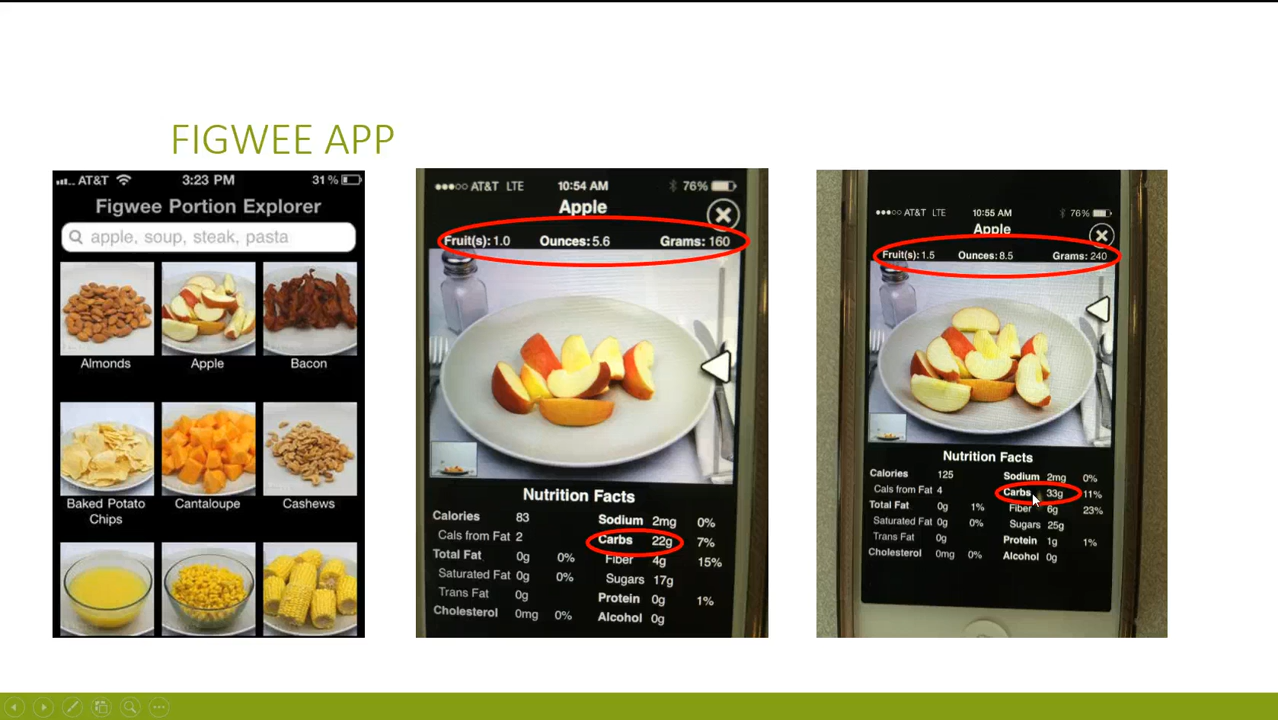 FIGWEE APP
AT&T 3:23 PM 31%
Figwee Portion Explorer
apple, soup, steak, pasta
Almonds Apple Bacon
Baked Potato Chips Cantaloupe Cashews
AT&T LTE 10:54 AM 76%
Apple
Fruit(s): 1.0 Ounces: 5.6 Grams: 160
Nutrition Facts
Calories 83
Cals from Fat 2
Total Fat 0g 0%
Saturated Fat 0g 0%
Trans Fat 0g
Cholesterol 0mg 0%
Sodium 2mg 0%
Carbs 22g 7%
Fiber 4g 15%
Sugars 17g
Protein 0g 1%
Alcohol 0g
AT&T LTE 10:55 AM 76%
Apple
Fruit(s): 1.5 Ounces: 8.5 Grams: 240
Nutrition Facts
Calories 125
Cals from Fat 4
Total Fat 0g 1%
Saturated Fat 0g 0%
Trans Fat 0g
Cholesterol 0mg 0%
Sodium 2mg 0%
Carbs 33g 11%
Fiber 6g 23%
Sugars 25g
Protein 1g 1%
Alcohol 0g